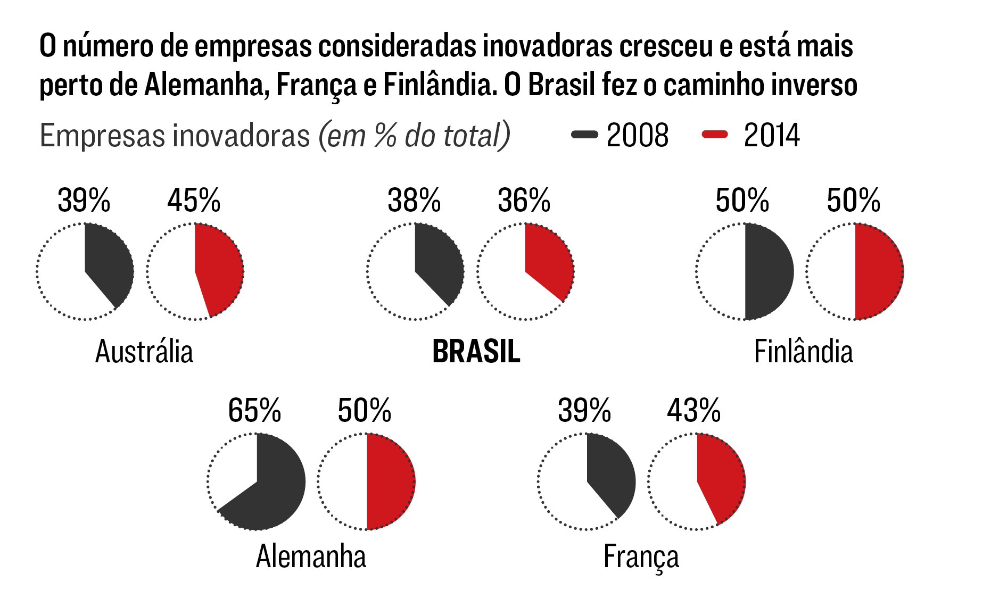 O número de empresas consideradas inovadoras cresceu e está mais
perto de Alemanha, França e Finlândia. O Brasil fez o caminho inverso
Empresas inovadoras (em % do total) 2008 2014
39% 45% 38% 36% 50% 50%
Austrália BRASIL Finlândia
65% 50% 39% 43%
Alemanha França